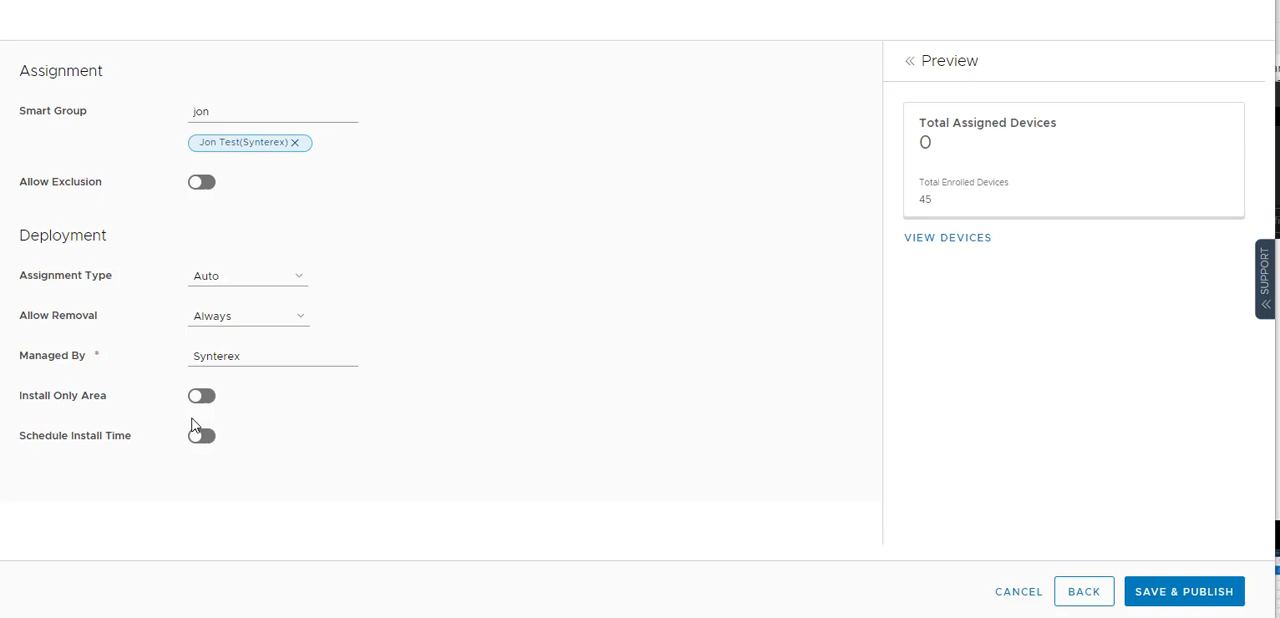 Assignment
Smart Group
jon
Jon Test(Synterex)
Allow Exclusion
Deployment
Assignment Type
Auto
Allow Removal
Always
Managed By *
Synterex
Install Only Area
Schedule Install Time
Preview
Total Assigned Devices
0
Total Enrolled Devices
45
VIEW DEVICES
SUPPORT
CANCEL
BACK
SAVE & PUBLISH